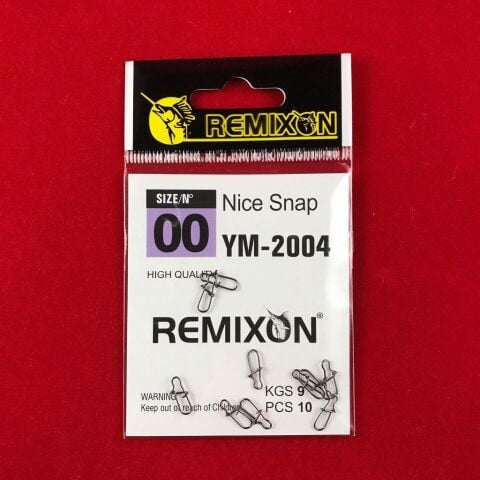 REMIXON
SIZE/Nº
00
Nice Snap
YM-2004
HIGH QUALITY
REMIXON®
WARNING
KGS 9
Keep out of reach of Children
PCS 10